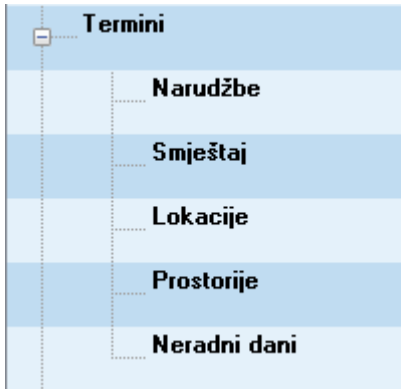 Termini
Narudžbe
Smještaj
Lokacije
Prostorije
Neradni dani